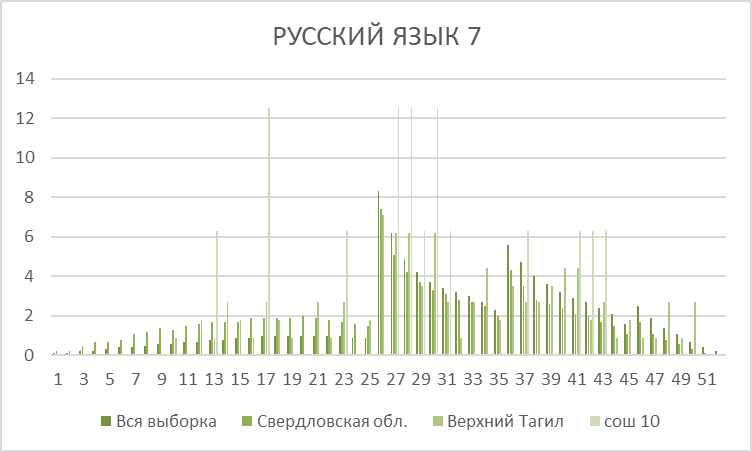 РУССКИЙ ЯЗЫК 7
14
12
10
8
6
4
2
0
1 3 5 7 9 11 13 15 17 19 21 23 25 27 29 31 33 35 37 39 41 43 45 47 49 51
Вся выборка Свердловская обл. Верхний Тагил сош 10